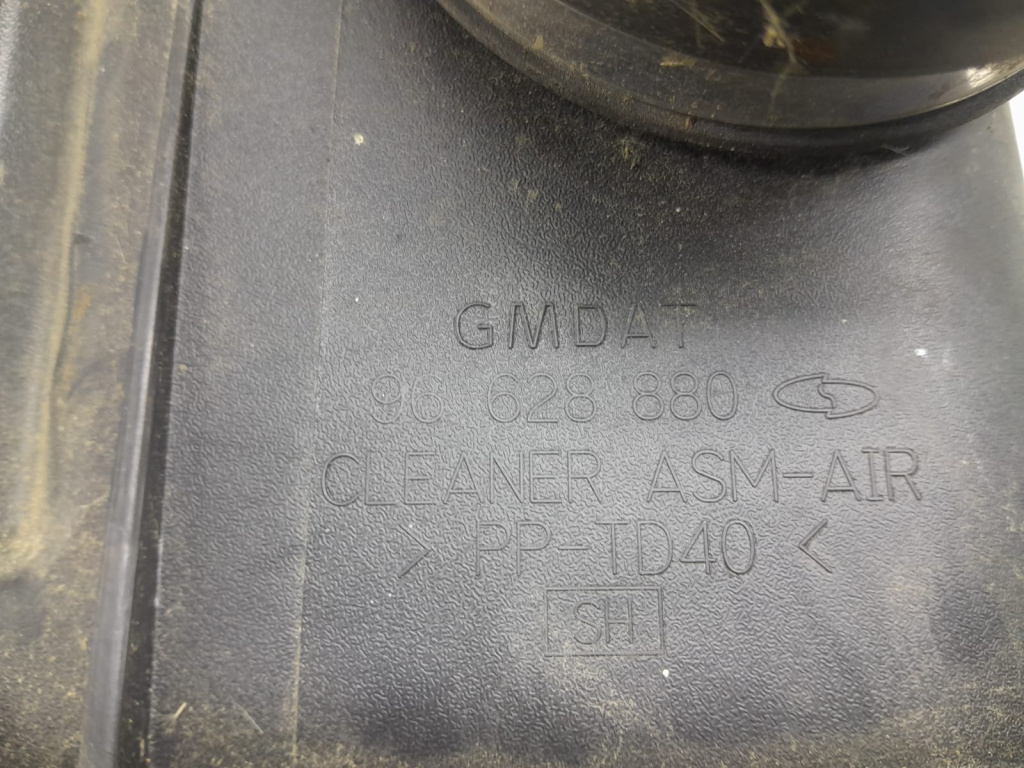 GMDAT
96 628 880
CLEANER ASM-AIR
> PP-TD40 <
SH